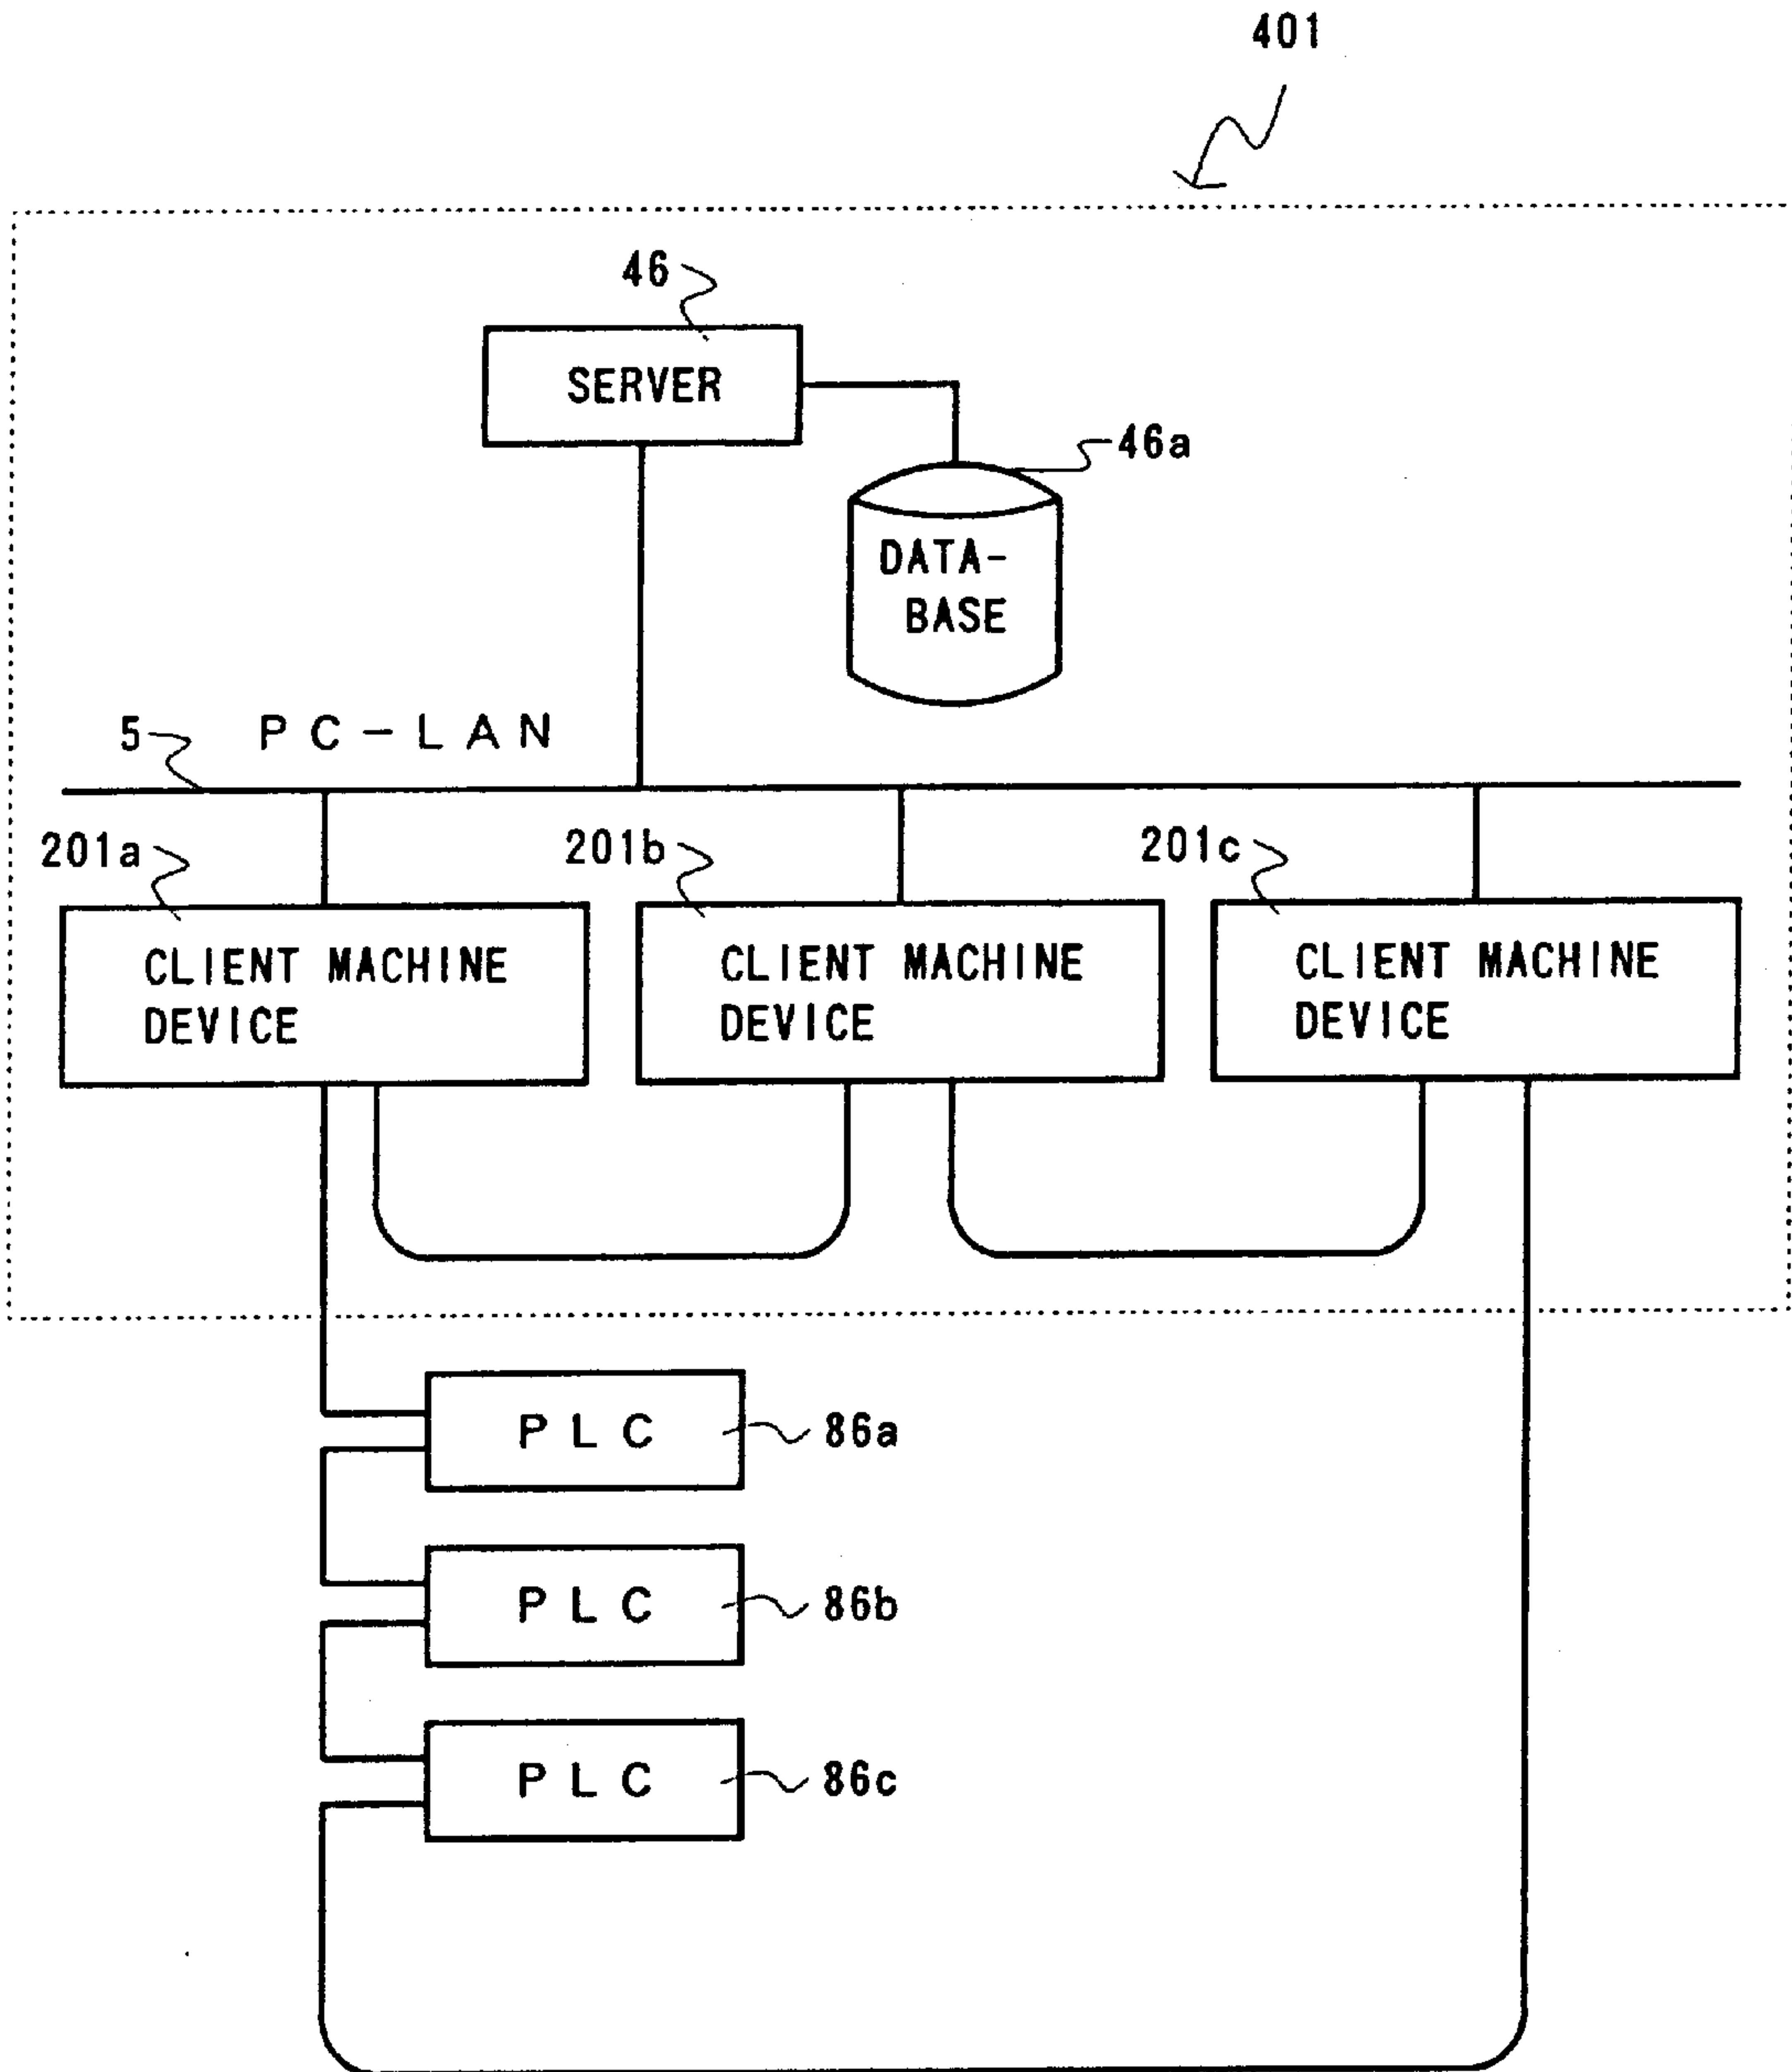 401
46
SERVER
46a
DATA-
BASE
5
PC-LAN
201a
201b
201c
CLIENT MACHINE
DEVICE
CLIENT MACHINE
DEVICE
CLIENT MACHINE
DEVICE
PLC
86a
PLC
86b
PLC
86c